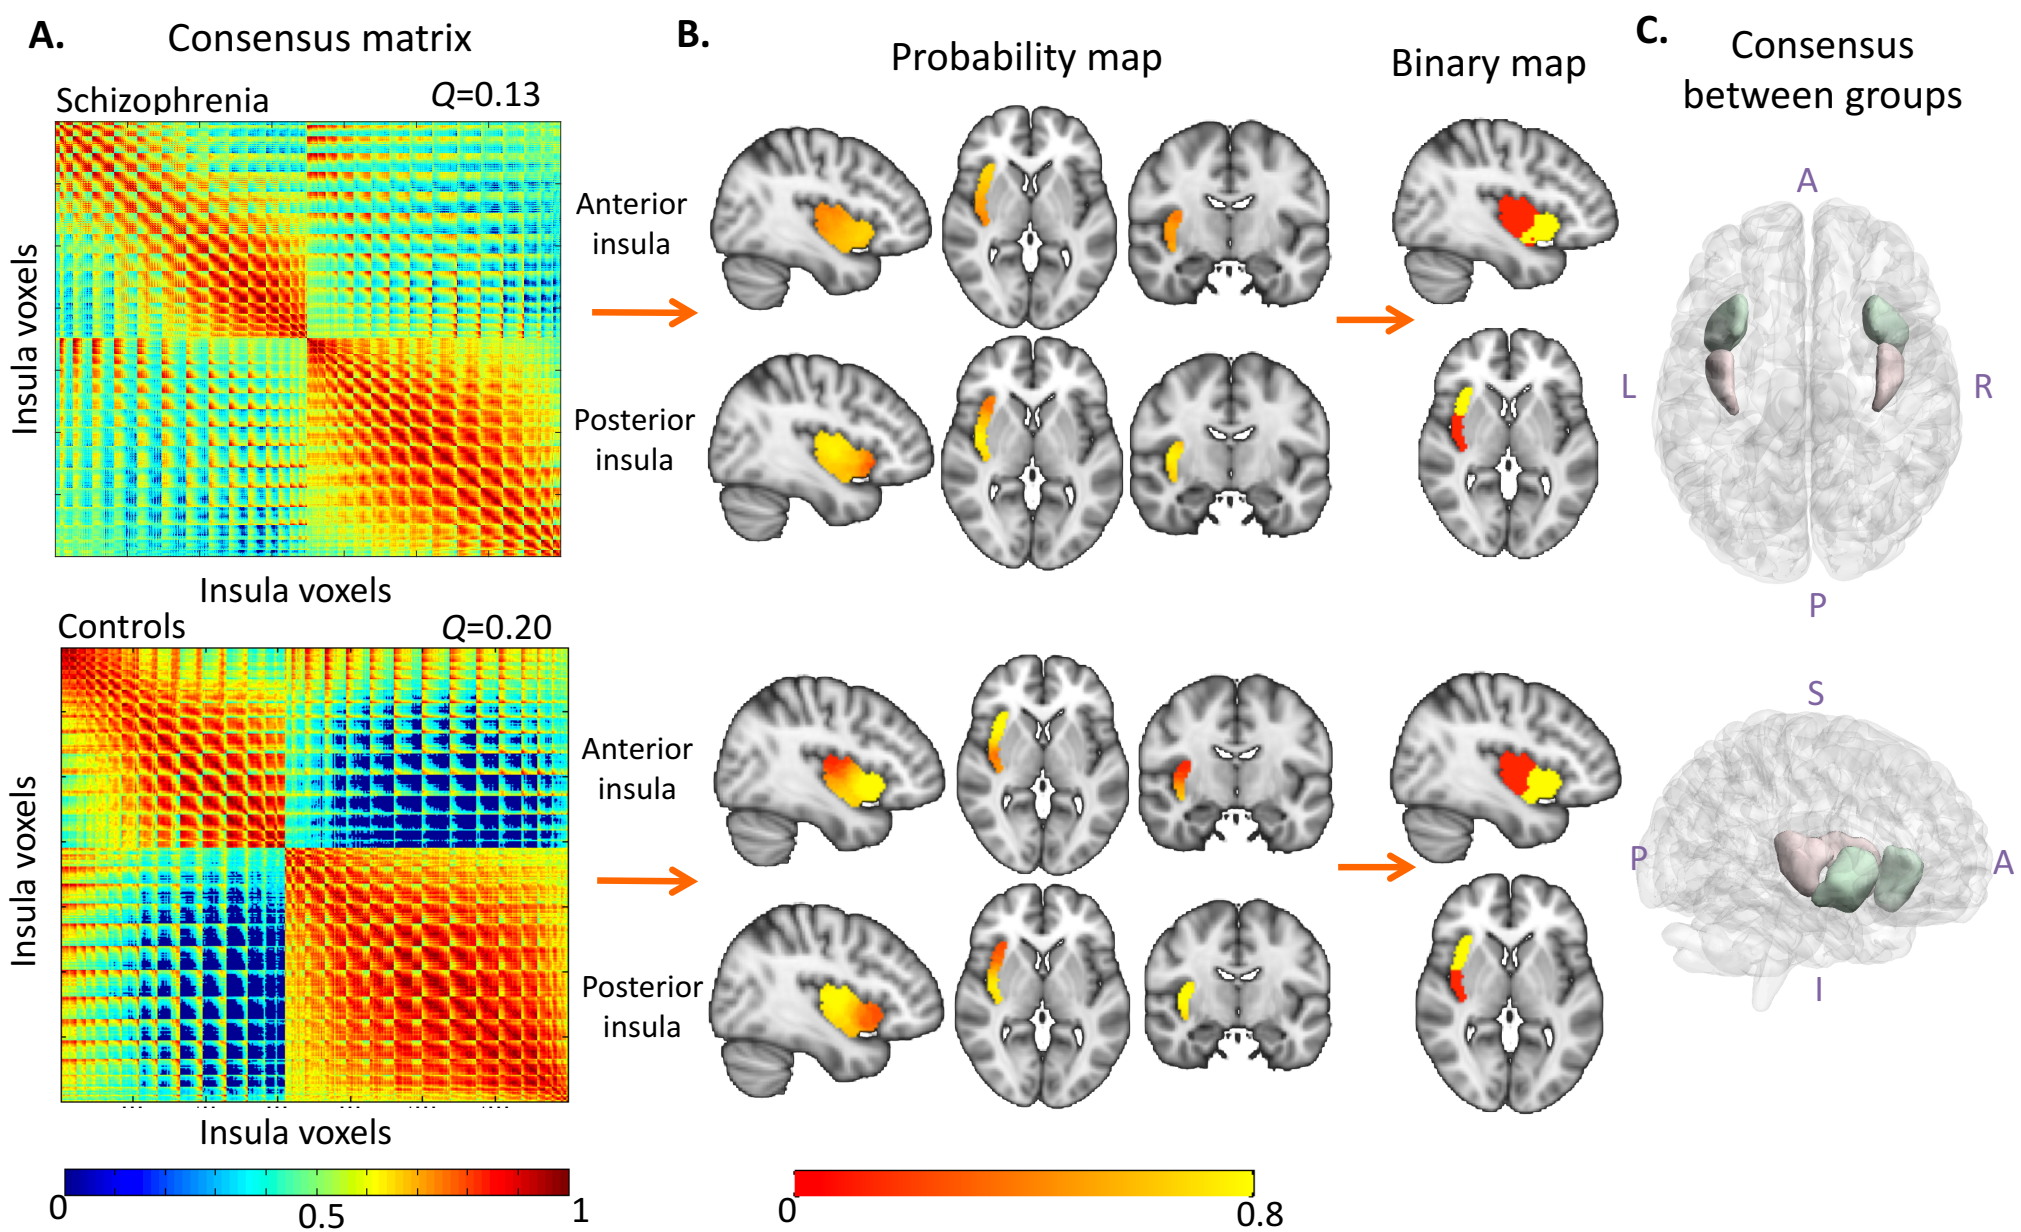 A.
Consensus matrix
Schizophrenia
Q=0.13
Insula voxels
Insula voxels
Controls
Q=0.20
Insula voxels
Insula voxels
0
0.5
1
B.
Probability map
Binary map
Anterior
insula
Posterior
insula
Anterior
insula
Posterior
insula
0
0.8
C.
Consensus
between groups
A
L
R
P
S
P
A
I